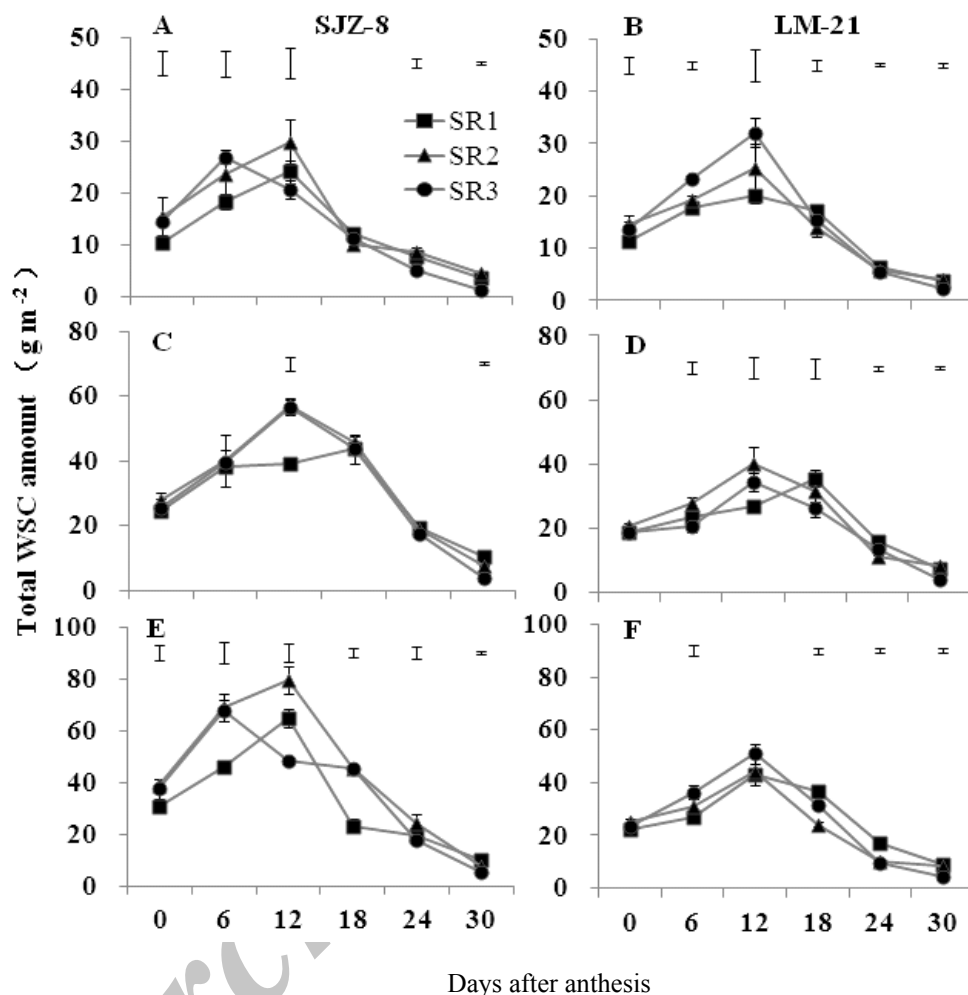 SJZ-8 LM-21
A B
50 50
40 40
30 30
20 20
10 10
0 0
SR1
SR2
SR3
C D
80 80
60 60
40 40
20 20
0 0
E F
100 100
80 80
60 60
40 40
20 20
0 0
0 6 12 18 24 30 0 6 12 18 24 30
Total WSC amount ( g m⁻² )
Days after anthesis